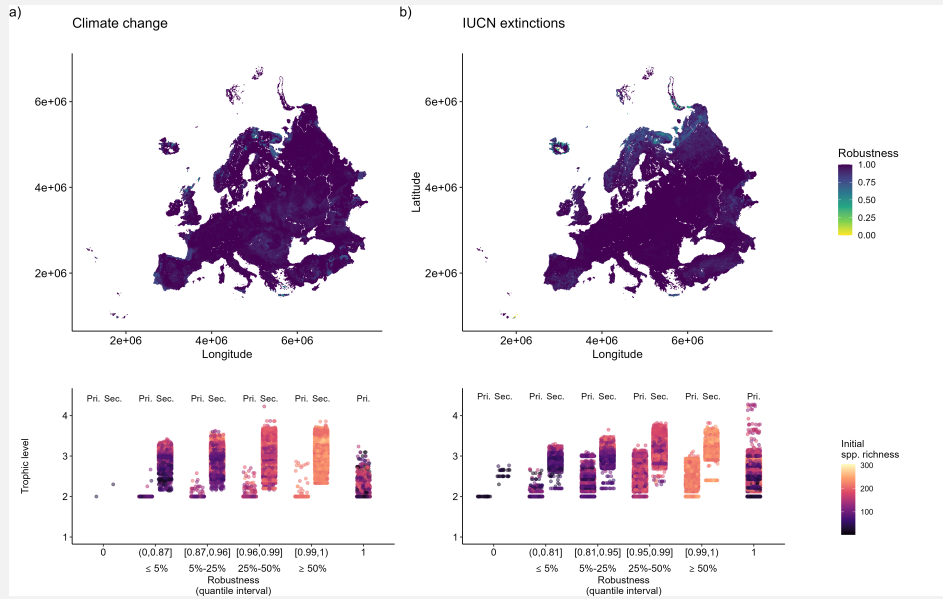 a)
Climate change
6e+06
4e+06
2e+06
2e+06 4e+06 6e+06
Longitude
b)
IUCN extinctions
Latitude
6e+06
4e+06
2e+06
2e+06 4e+06 6e+06
Longitude
Robustness
1.00
0.75
0.50
0.25
0.00
Trophic level
Pri. Sec. Pri. Sec. Pri. Sec. Pri. Sec. Pri. Sec. Pri.
4
3
2
1
0 (0,0.87] [0.87,0.96] [0.96,0.99] [0.99,1) 1
≤ 5% 5%-25% 25%-50% ≥ 50%
Robustness
(quantile interval)
Pri. Sec. Pri. Sec. Pri. Sec. Pri. Sec. Pri. Sec. Pri.
4
3
2
1
0 (0,0.81] [0.81,0.95] [0.95,0.99] [0.99,1) 1
≤ 5% 5%-25% 25%-50% ≥ 50%
Robustness
(quantile interval)
Initial
spp. richness
300
200
100